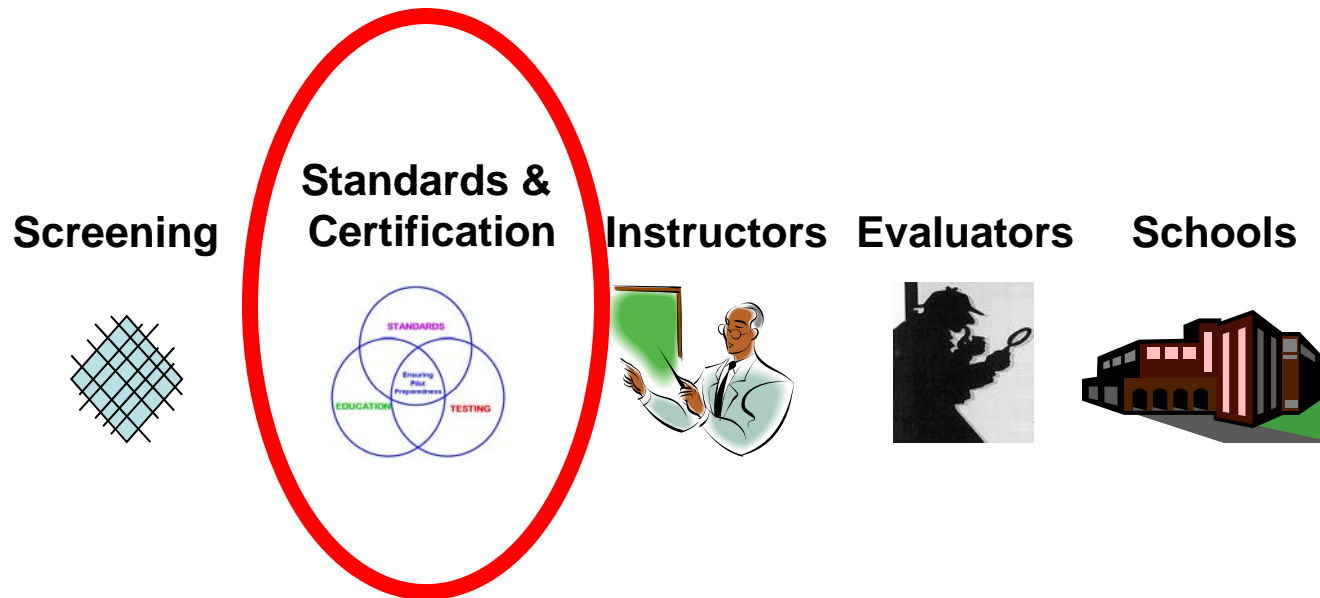 Screening
Standards &
Certification
Instructors
Evaluators
Schools
STANDARDS
Ensuring
Pilot
Preparedness
EDUCATION
TESTING